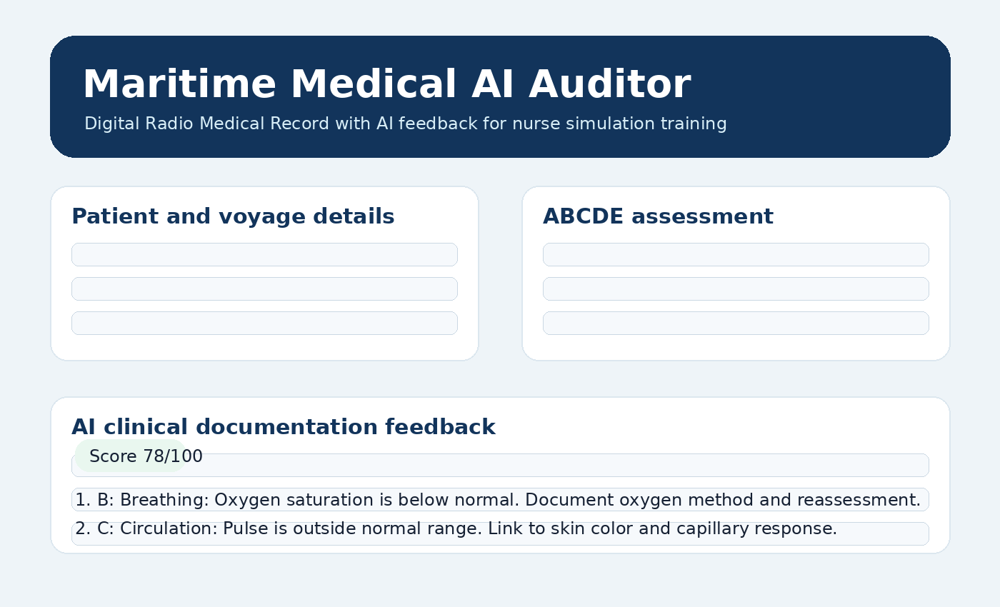 Maritime Medical AI Auditor
Digital Radio Medical Record with AI feedback for nurse simulation training
Patient and voyage details
ABCDE assessment
AI clinical documentation feedback
Score 78/100
1. B: Breathing: Oxygen saturation is below normal. Document oxygen method and reassessment.
2. C: Circulation: Pulse is outside normal range. Link to skin color and capillary response.